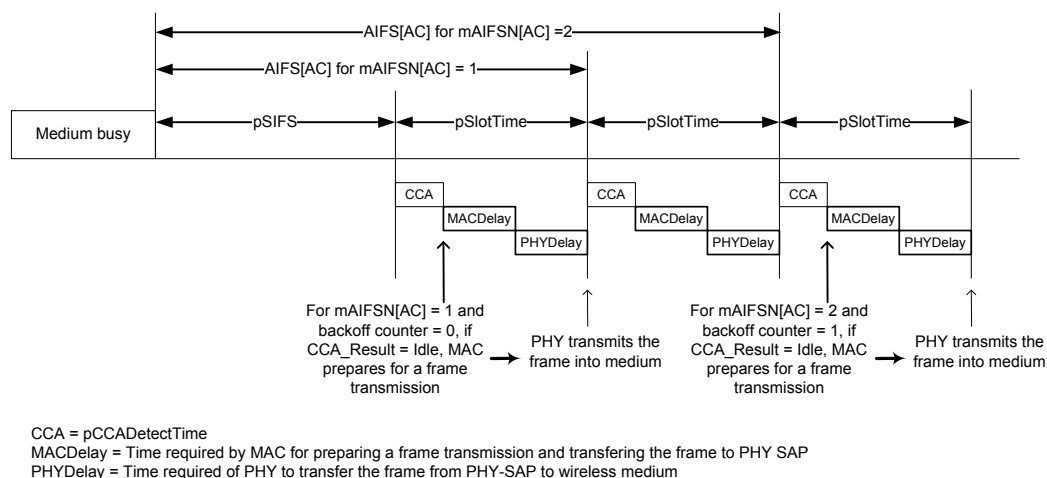 AIFS[AC] for mAIFSN[AC] =2
AIFS[AC] for mAIFSN[AC] = 1
Medium busy
pSIFS
pSlotTime
pSlotTime
pSlotTime
CCA
MACDelay
PHYDelay
CCA
MACDelay
PHYDelay
CCA
MACDelay
PHYDelay
For mAIFSN[AC] = 1 and
backoff counter = 0, if
CCA_Result = Idle, MAC
prepares for a frame
transmission
PHY transmits the
frame into medium
For mAIFSN[AC] = 2 and
backoff counter = 1, if
CCA_Result = Idle, MAC
prepares for a frame
transmission
PHY transmits the
frame into medium
CCA = pCCADetectTime
MACDelay = Time required by MAC for preparing a frame transmission and transfering the frame to PHY SAP
PHYDelay = Time required of PHY to transfer the frame from PHY-SAP to wireless medium